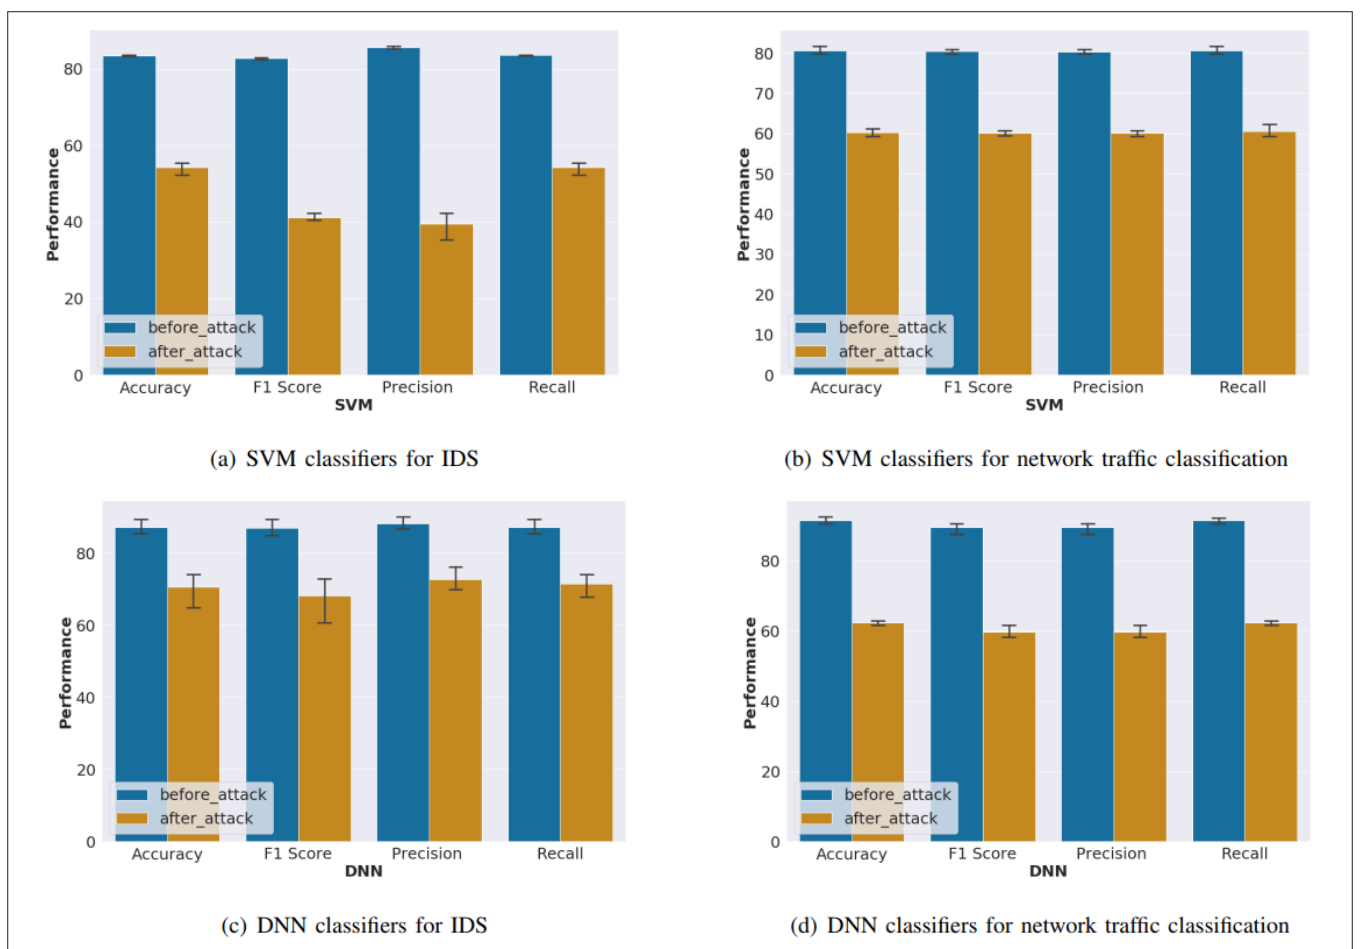 80
60
40
20
0
Performance
before_attack
after_attack
Accuracy F1 Score Precision Recall
SVM
(a) SVM classifiers for IDS
80
70
60
50
40
30
20
10
0
Performance
before_attack
after_attack
Accuracy F1 Score Precision Recall
SVM
(b) SVM classifiers for network traffic classification
80
60
40
20
0
Performance
before_attack
after_attack
Accuracy F1 Score Precision Recall
DNN
(c) DNN classifiers for IDS
80
60
40
20
0
Performance
before_attack
after_attack
Accuracy F1 Score Precision Recall
DNN
(d) DNN classifiers for network traffic classification